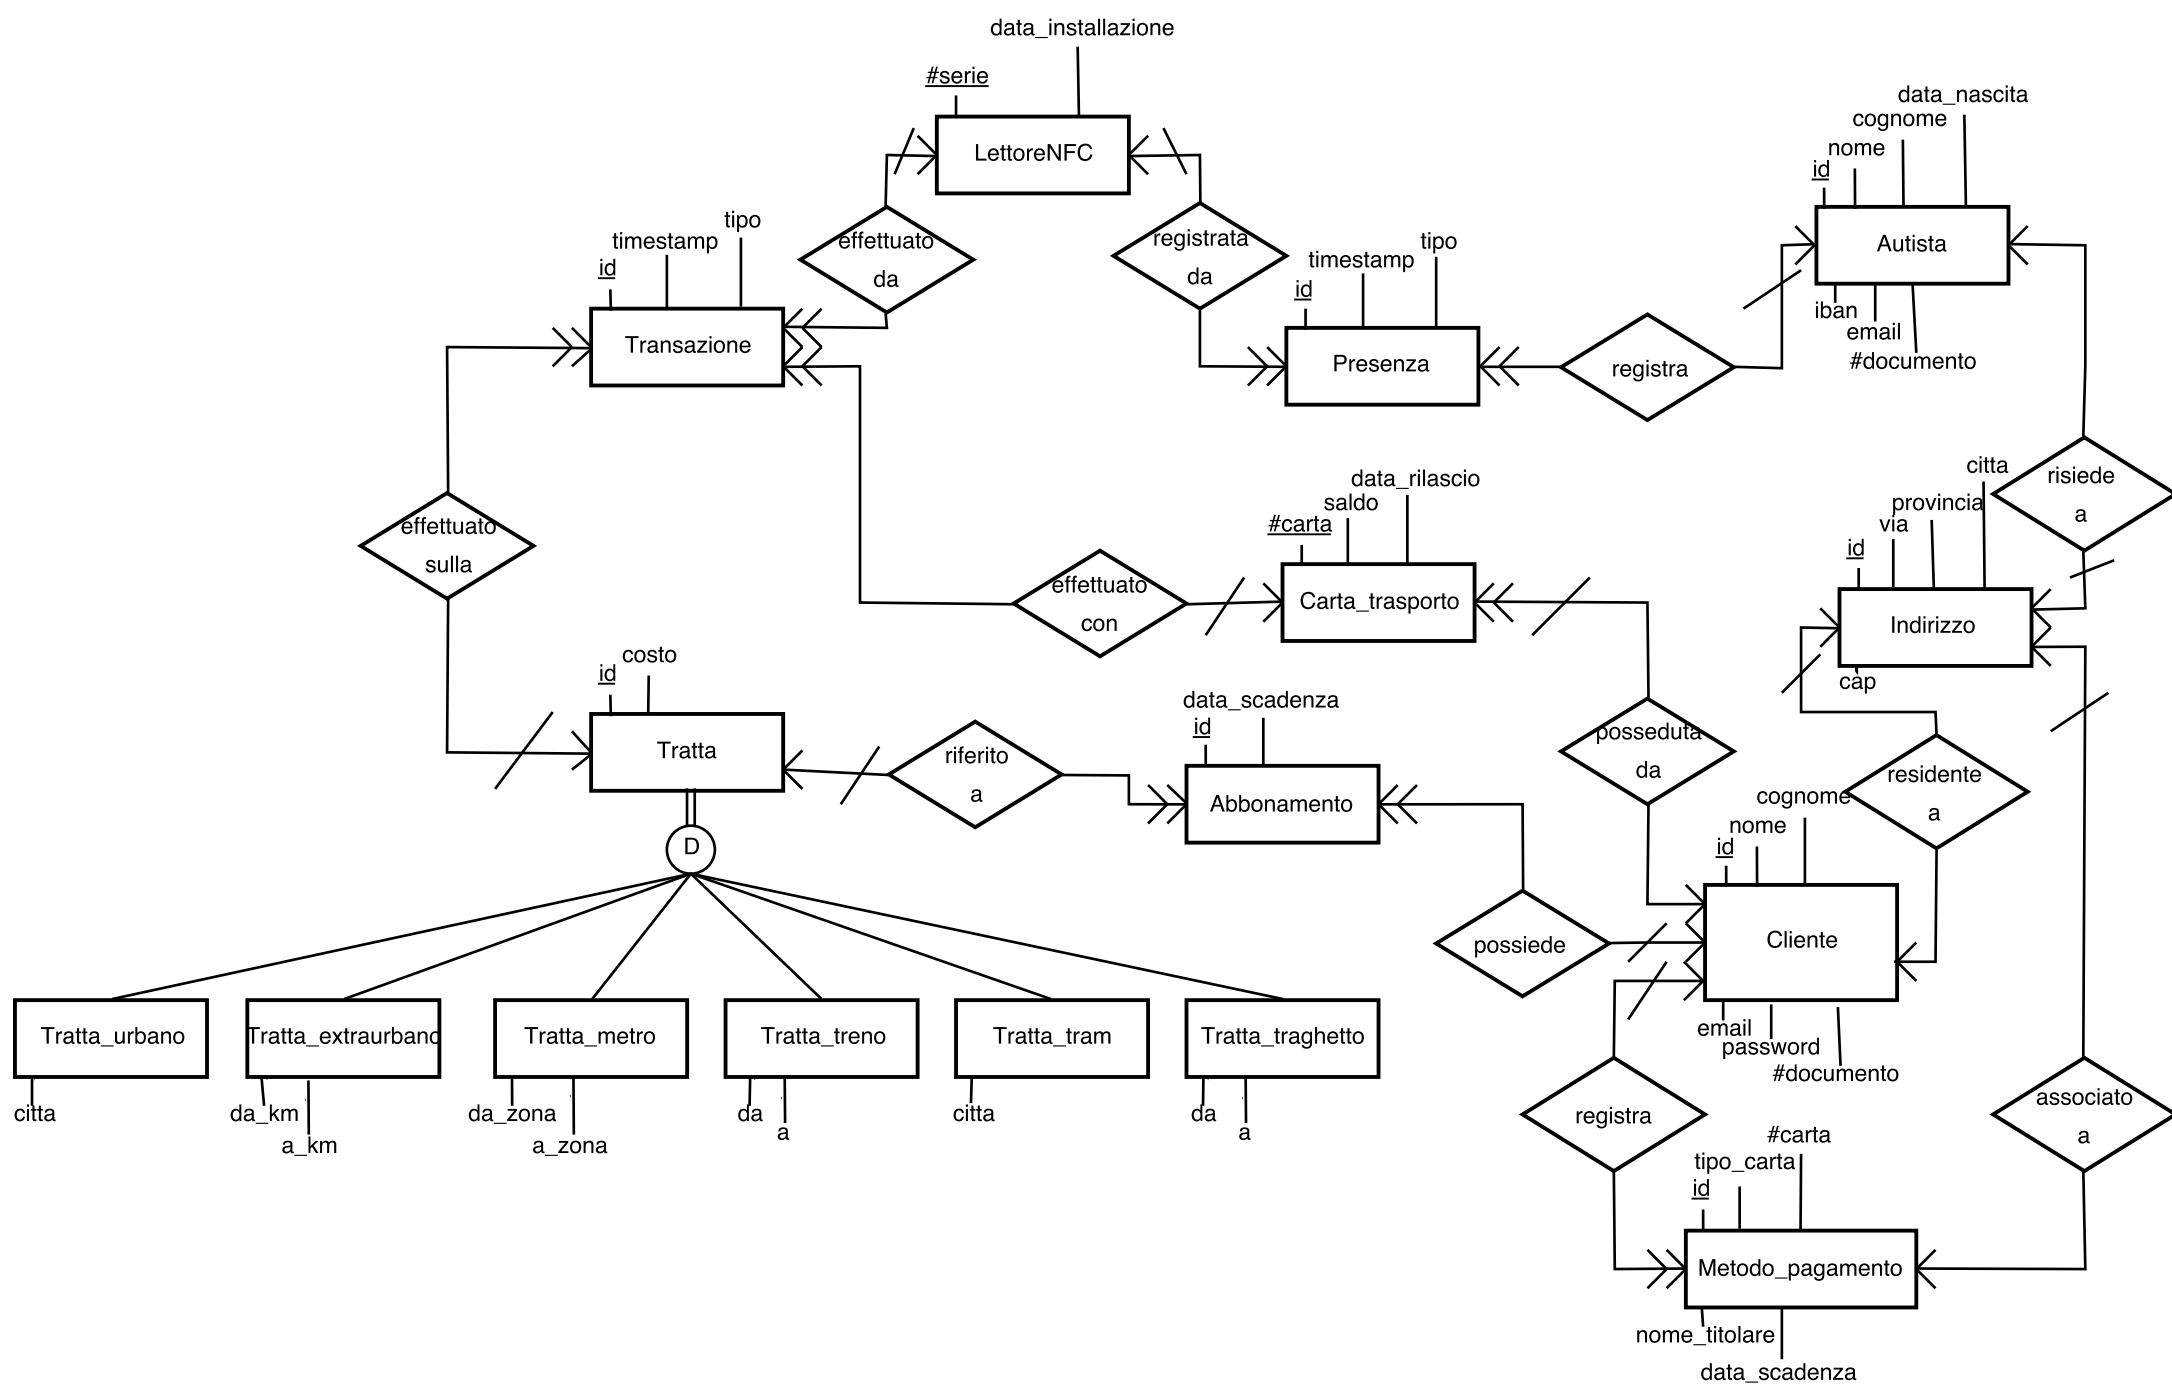 data_installazione
#serie
LettoreNFC
data_nascita
cognome
nome
id
Autista
iban
email
#documento
effettuato
da
registrata
da
tipo
timestamp
id
Transazione
tipo
timestamp
id
Presenza
registra
risiede
a
citta
provincia
via
id
Indirizzo
cap
data_rilascio
saldo
#carta
Carta_trasporto
effettuato
sulla
effettuato
con
costo
id
Tratta
riferito
a
data_scadenza
id
Abbonamento
posseduta
da
residente
a
cognome
nome
id
Cliente
email
password
#documento
possiede
D
Tratta_urbano
Tratta_extraurbano
Tratta_metro
Tratta_treno
Tratta_tram
Tratta_traghetto
citta
da_km
a_km
da_zona
a_zona
da
a
citta
da
a
registra
associato
a
#carta
tipo_carta
id
Metodo_pagamento
nome_titolare
data_scadenza